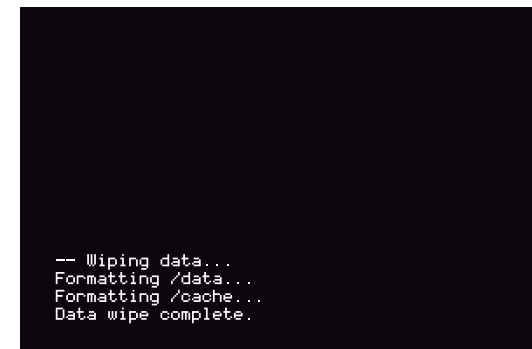 -- Wiping data...
Formatting /data...
Formatting /cache...
Data wipe complete.